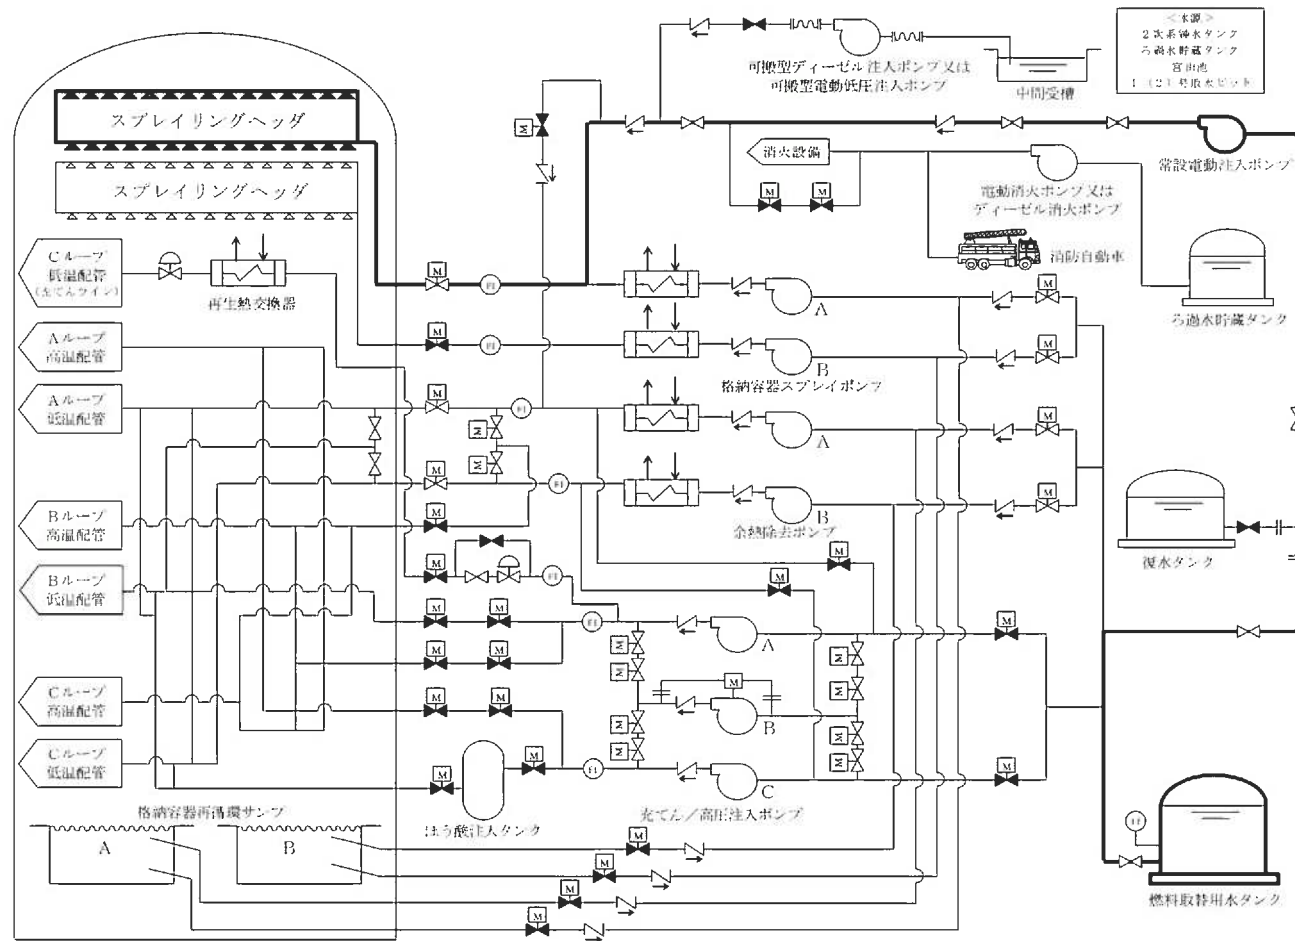 <水源>
2次系純水タンク
ろ過水貯蔵タンク
宮山池
1(2)号取水ピット
可搬型ディーゼル注入ポンプ又は
可搬型電動低圧注入ポンプ
中間受槽
スプレイリングヘッダ
消火設備
常設電動注入ポンプ
スプレイリングヘッダ
電動消火ポンプ又は
ディーゼル消火ポンプ
消防自動車
Cループ
低温配管
(充てんライン)
再生熱交換器
A
ろ過水貯蔵タンク
Aループ
高温配管
B
格納容器スプレイポンプ
Aループ
低温配管
A
Bループ
高温配管
B
余熱除去ポンプ
復水タンク
Bループ
低温配管
A
Cループ
高温配管
B
Cループ
低温配管
C
格納容器再循環サンプ
A
B
ほう酸注入タンク
充てん/高圧注入ポンプ
燃料取替用水タンク